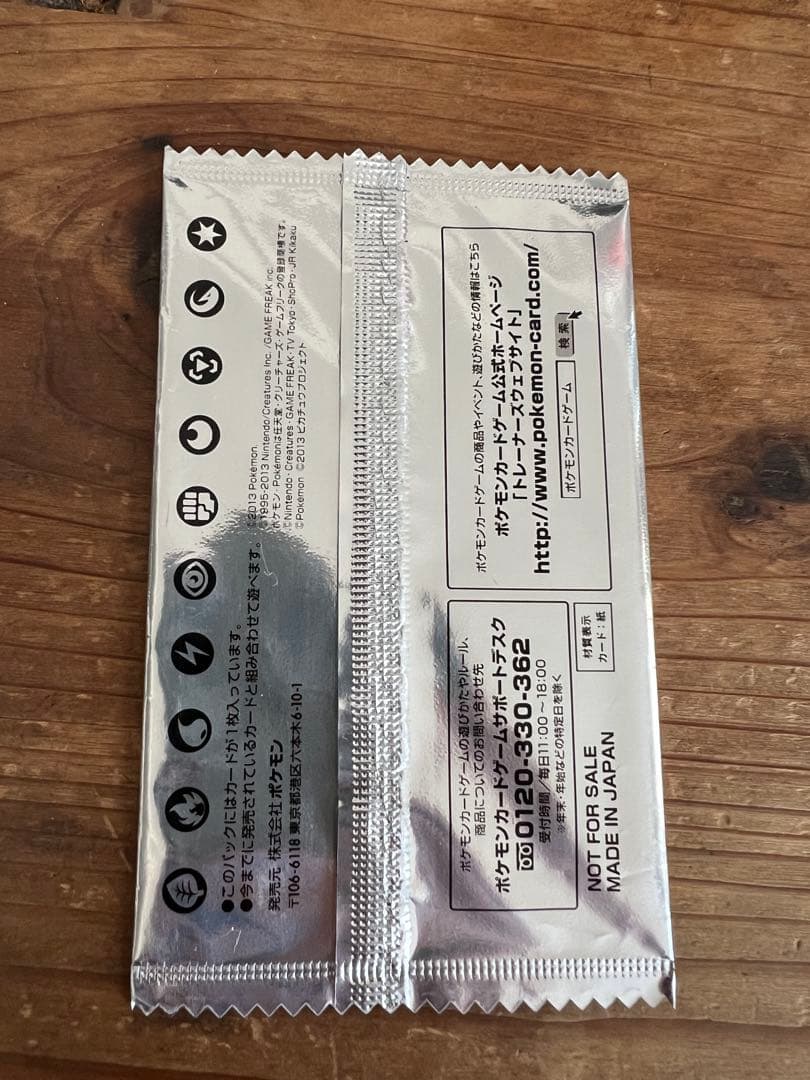 ●このパックにはカードが1枚入っています。
●今までに発売されているカードと組み合わせて遊べます。
発売元 株式会社ポケモン
〒106-6118 東京都港区六本木6-10-1
©2013 Pokémon.
©1995-2013 Nintendo/Creatures Inc. /GAME FREAK inc.
ポケモン・Pokémonは任天堂・クリーチャーズ・ゲームフリークの登録商標です。
©Nintendo・Creatures・GAME FREAK・TV Tokyo・ShoPro・JR Kikaku
©Pokémon ©2013 ピカチュウプロジェクト
ポケモンカードゲームの遊びかたやルール、
商品についてのお問い合わせ先
ポケモンカードゲームサポートデスク
0120-330-362
受付時間／毎日11:00～18:00
※年末・年始などの特定日を除く
NOT FOR SALE
MADE IN JAPAN
材質表示
カード：紙
ポケモンカードゲームの商品やイベント、遊びかたなどの情報はこちら
ポケモンカードゲーム公式ホームページ
「トレーナーズウェブサイト」
http://www.pokemon-card.com/
ポケモンカードゲーム 検索